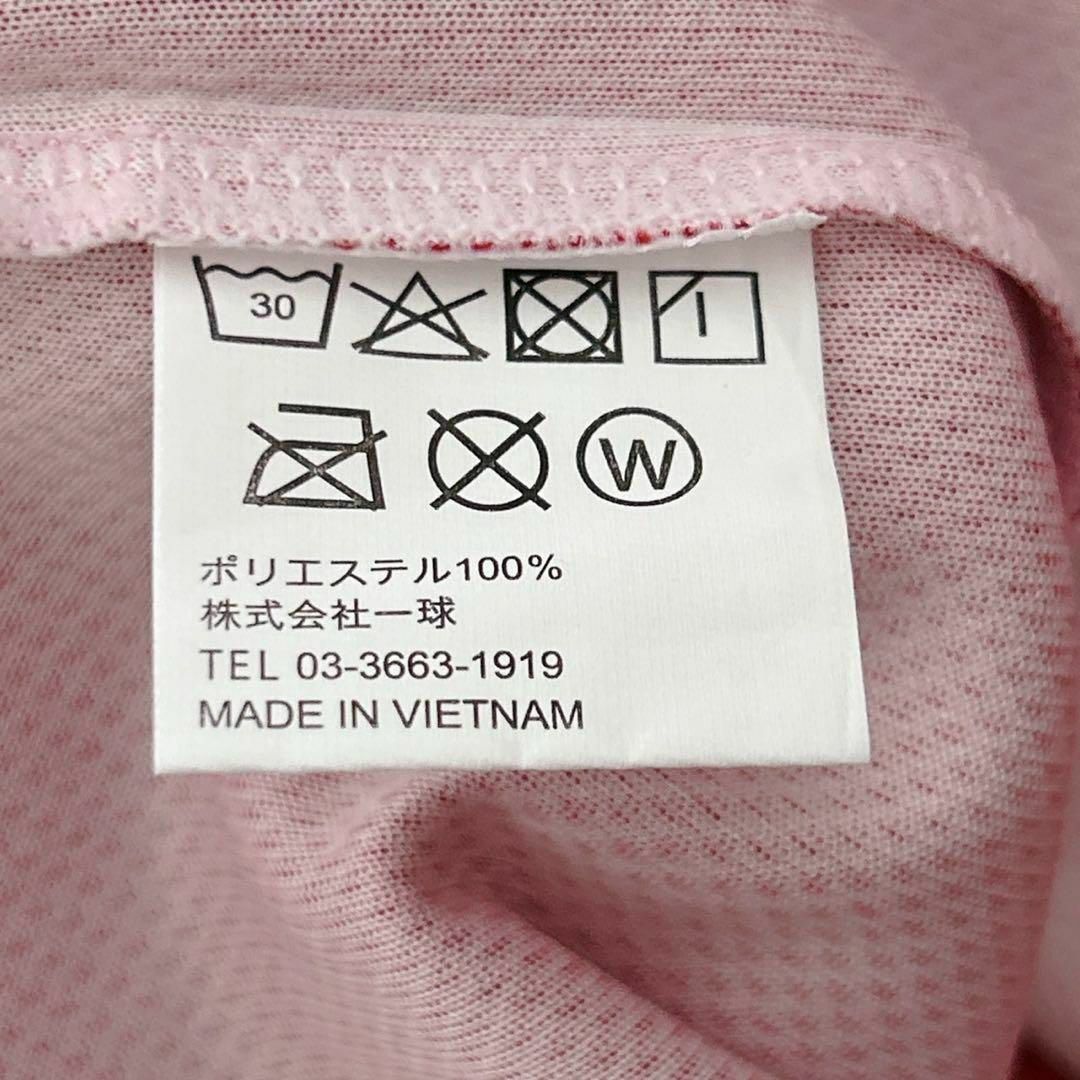 30
W
ポリエステル100%
株式会社一球
TEL 03-3663-1919
MADE IN VIETNAM